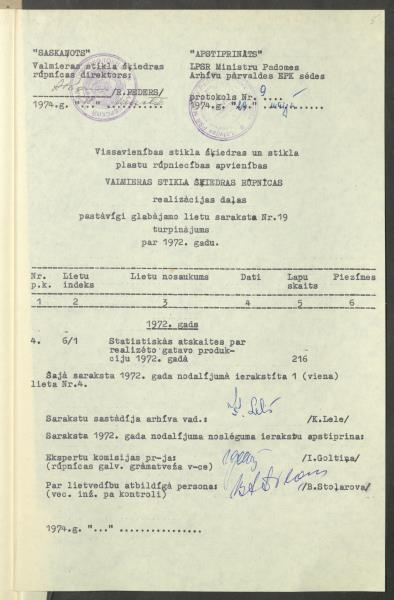 "SASKAŅOTS"
Valmieras stikla šķiedras
rūpnīcas direktors:
/R.PEDERS/
1974.g. "..."
"APSTIPRINĀTS"
LPSR Ministru Padomes
Arhīvu pārvaldes EPK sēdes
protokols Nr. 9
1974.g. "29" maijā
Vissavienības stikla šķiedras un stikla
plastu rūpniecības apvienības
VALMIERAS STIKLA ŠĶIEDRAS RŪPNĪCAS
realizācijas daļas
pastāvīgi glabājamo lietu saraksta Nr.19
turpinājums
par 1972. gadu.
Nr. p.k. Lietu indeks Lietu nosaukums Dati Lapu skaits Piezīmes
1 2 3 4 5 6
1972. gads
4. 6/1 Statistiskās atskaites par
realizēto gatavo produk-
ciju 1972. gadā 216
Šajā saraksta 1972. gada nodalījumā ierakstīta 1 (viena)
lieta Nr.4.
K. Lele
Sarakstu sastādīja arhīva vad.: /K.Lele/
Saraksta 1972. gada nodalījuma noslēguma ierakstu apstiprina:
Ekspertu komisijas pr-ja: /I.Goltiņa/
(rūpnīcas galv. grāmatveža v-ce)
Par lietvedību atbildīgā persona: /B.Stoļarova/
(vec. inž. pa kontroli)
1974.g. "..." ................